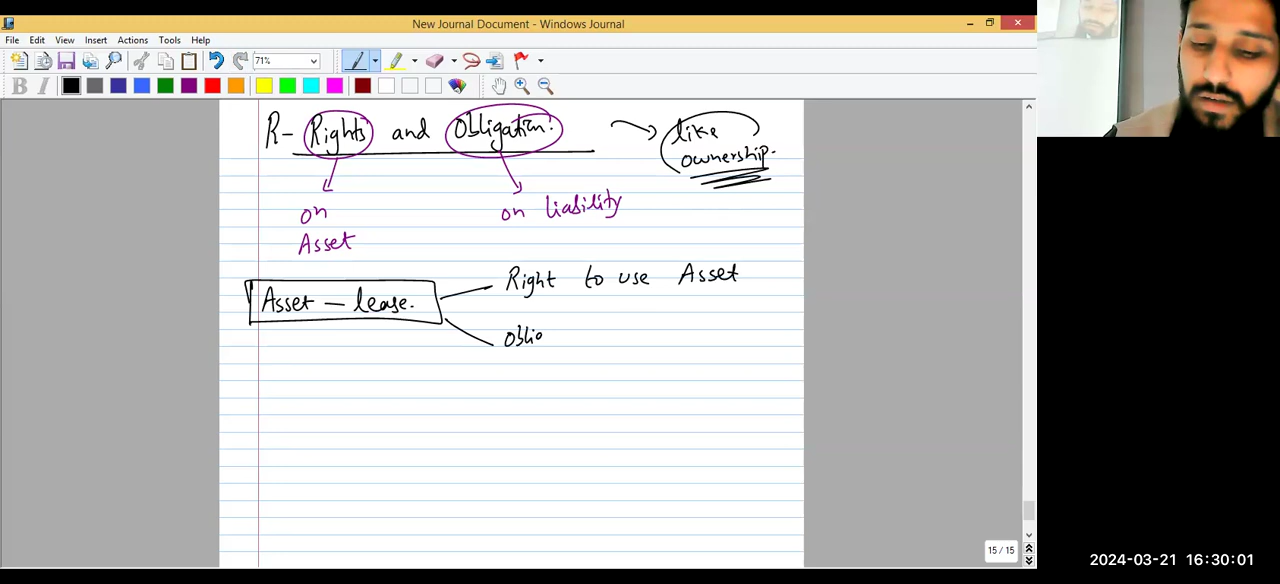 New Journal Document - Windows Journal
File Edit View Insert Actions Tools Help
71%
B I
R- Rights and Obligation. like
ownership.
on on liability
Asset
Right to use Asset
Asset — lease.
Oblio
15 / 15
2024-03-21 16:30:01